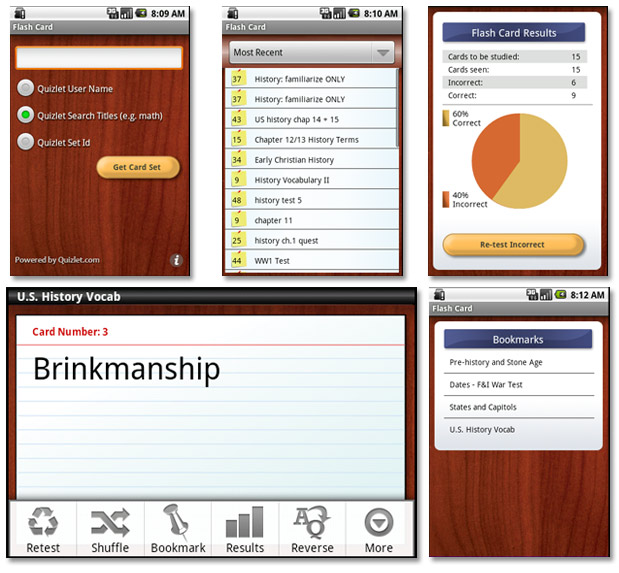 8:09 AM
Flash Card
Quizlet User Name
Quizlet Search Titles (e.g. math)
Quizlet Set Id
Get Card Set
Powered by Quizlet.com
i
8:10 AM
Flash Card
Most Recent
37 History: familiarize ONLY
37 History: familiarize ONLY
43 US history chap 14 + 15
15 Chapter 12/13 History Terms
34 Early Christian History
9 History Vocabulary II
48 history test 5
9 chapter 11
25 history ch.1 quest
44 WW1 Test
Flash Card Results
Cards to be studied: 15
Cards seen: 15
Incorrect: 6
Correct: 9
60%
Correct
40%
Incorrect
Re-test Incorrect
U.S. History Vocab
Card Number: 3
Brinkmanship
A Q
Retest Shuffle Bookmark Results Reverse More
8:12 AM
Flash Card
Bookmarks
Pre-history and Stone Age
Dates - F&I War Test
States and Capitols
U.S. History Vocab